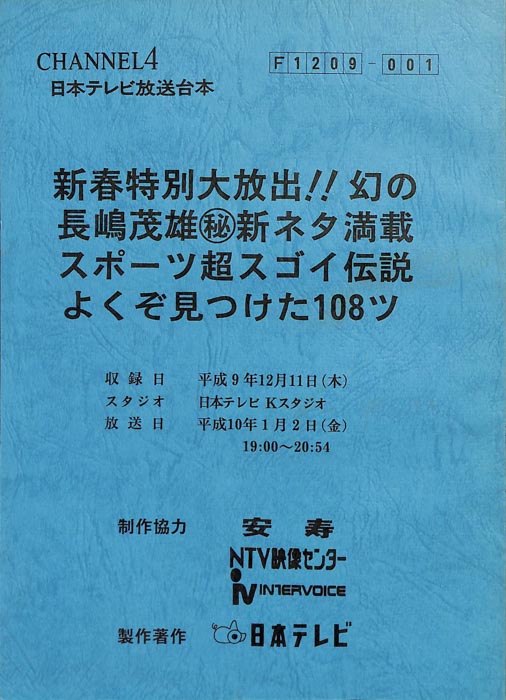 CHANNEL4
F1209-001
日本テレビ放送台本
新春特別大放出!! 幻の
長嶋茂雄㊙新ネタ満載
スポーツ超スゴイ伝説
よくぞ見つけた108ツ
収録日 平成9年12月11日(木)
スタジオ 日本テレビ Kスタジオ
放送日 平成10年1月2日(金)
19:00〜20:54
制作協力 安寿
NTV映像センター
iV INTERVOICE
製作著作 日本テレビ